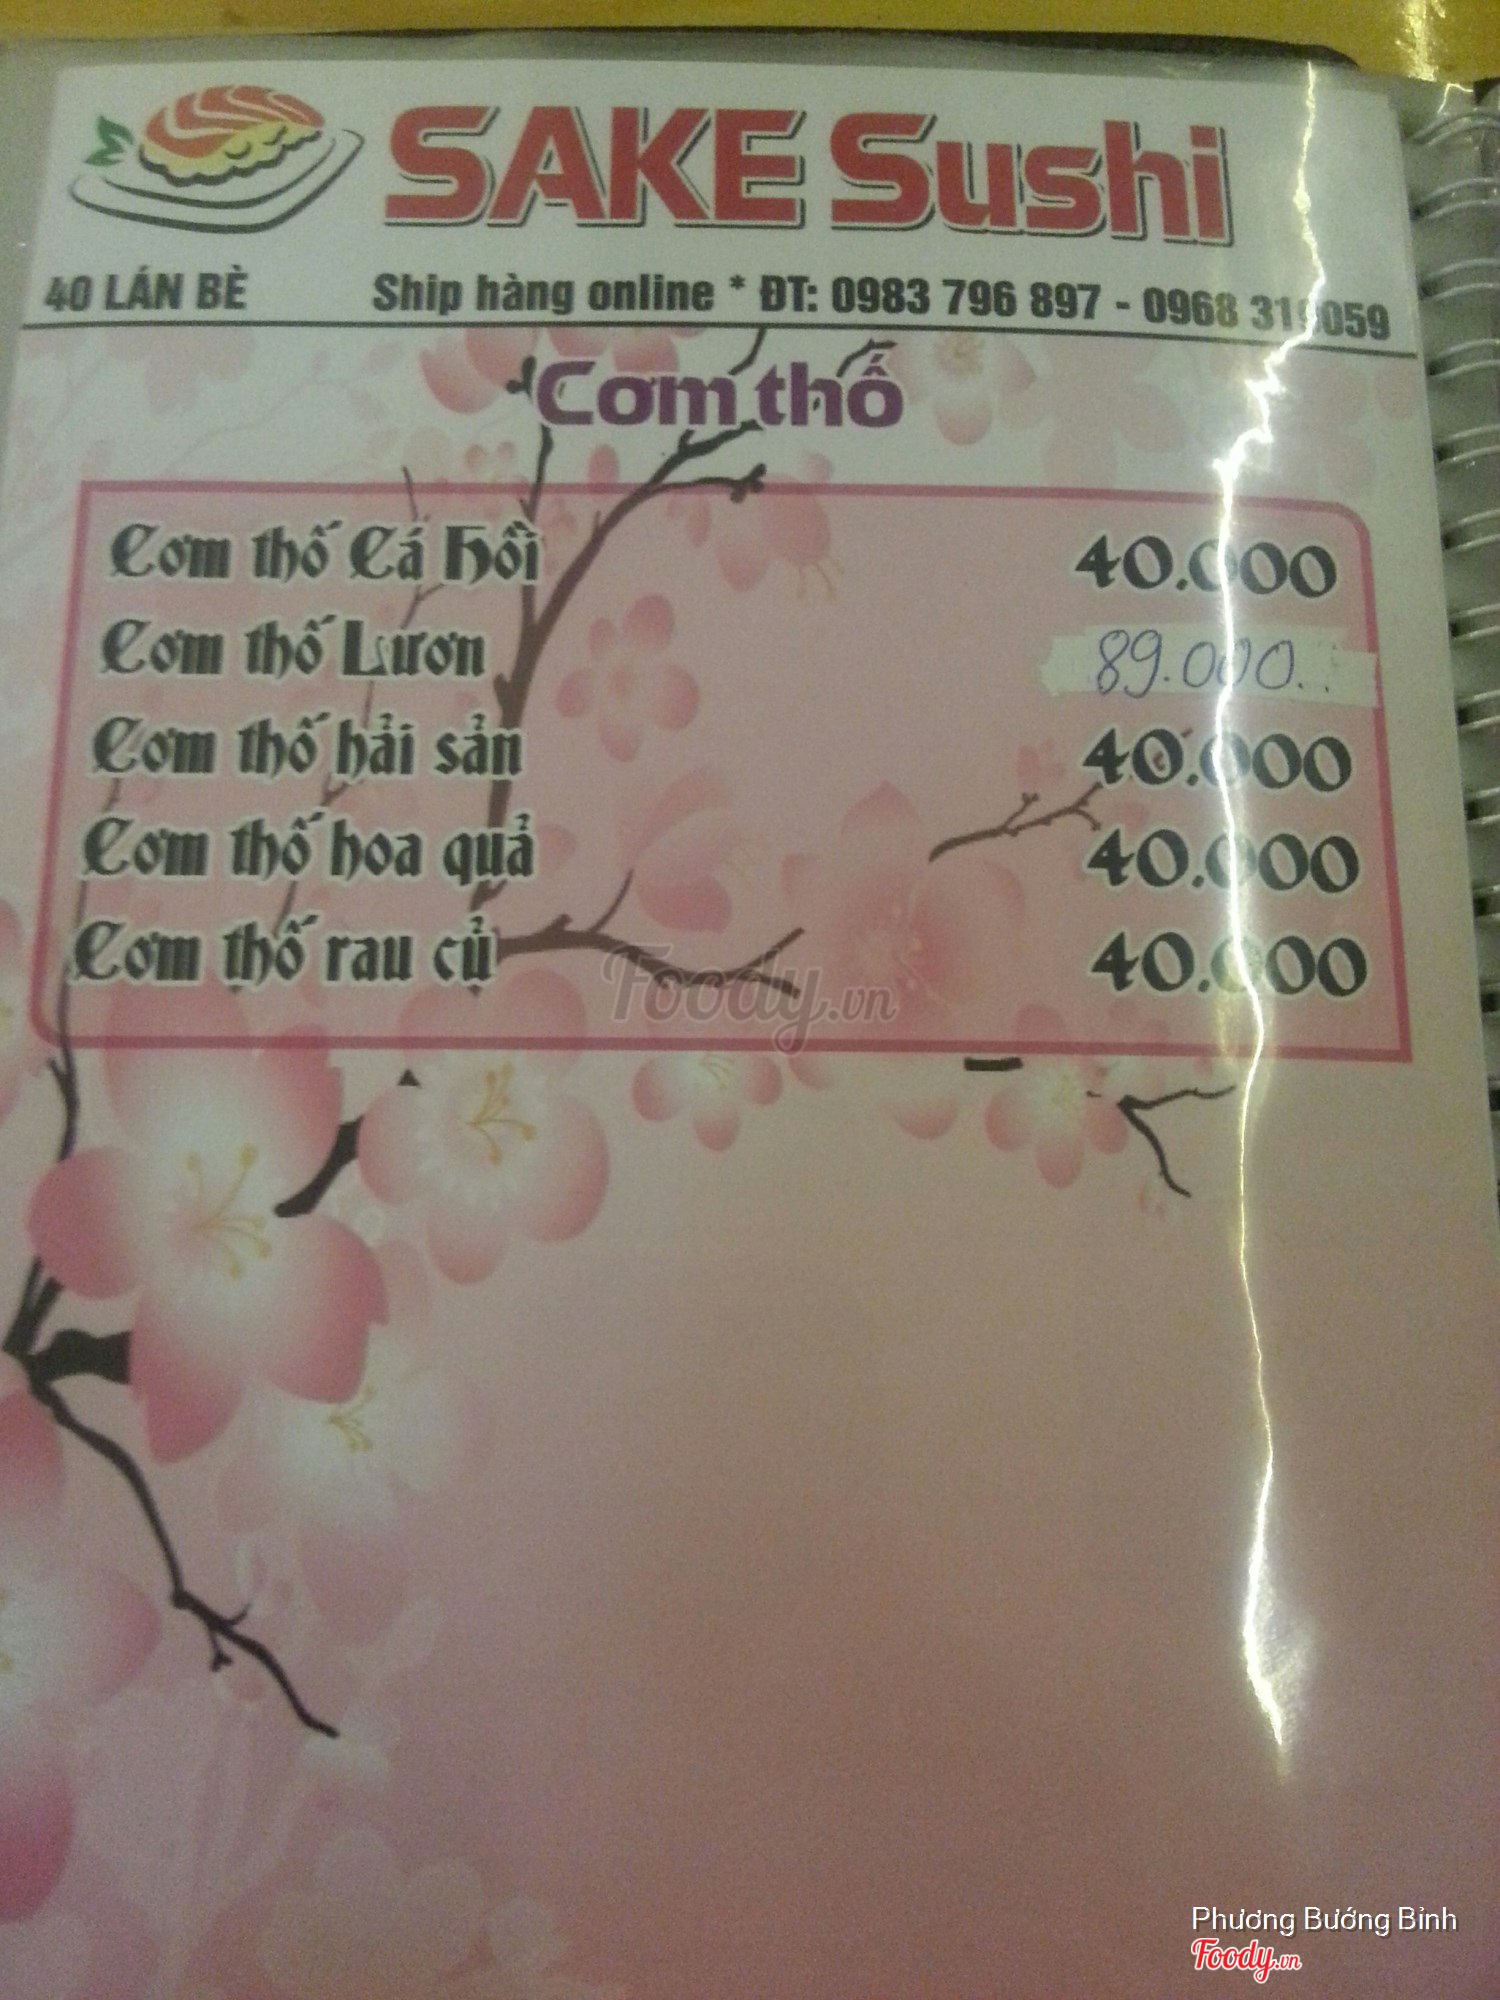 SAKE Sushi
40 LÁN BÈ Ship hàng online * ĐT: 0983 796 897 - 0968
Cơm thố
Cơm thố Cá Hồi 40.000
Cơm thố Lươn 89.000
Cơm thố hải sản 40.000
Cơm thố hoa quả 40.000
Cơm thố rau củ 40.000
Foody.vn
Phương Bướng Bỉnh
Foody.vn